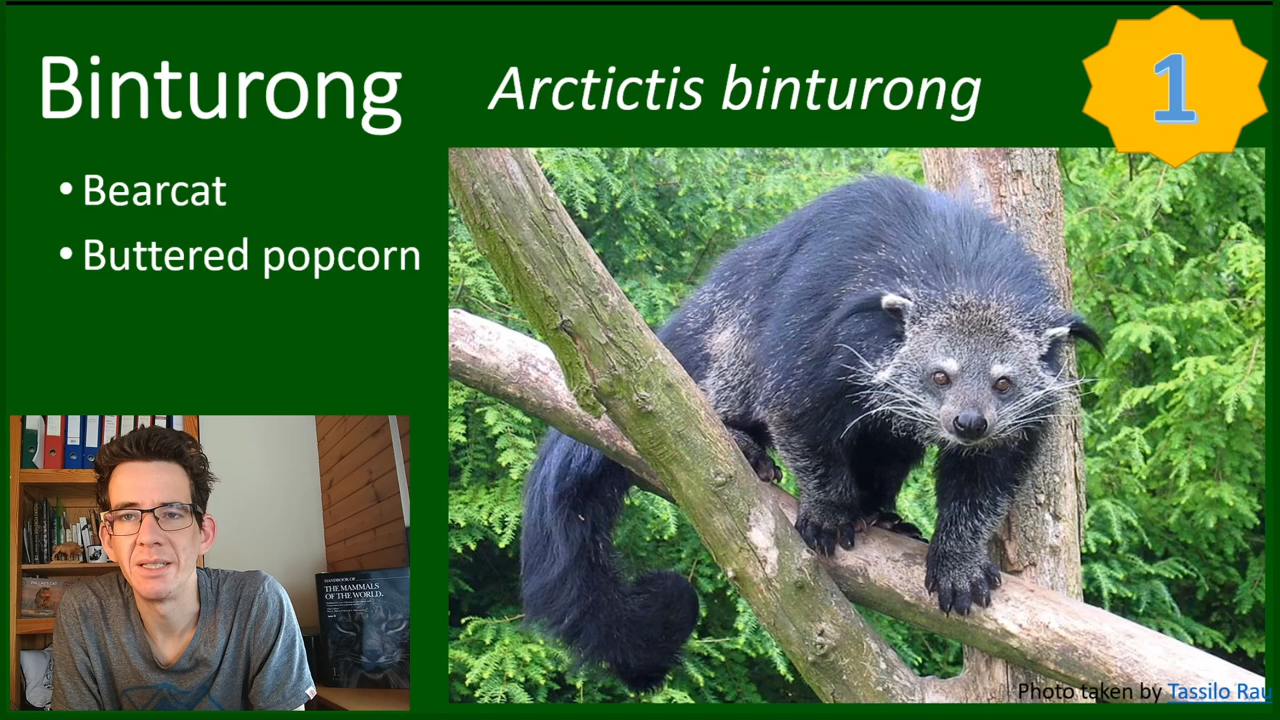 Binturong
Arctictis binturong
1
• Bearcat
• Buttered popcorn
HANDBOOK OF
THE MAMMALS
OF THE WORLD.
Photo taken by Tassilo Rau